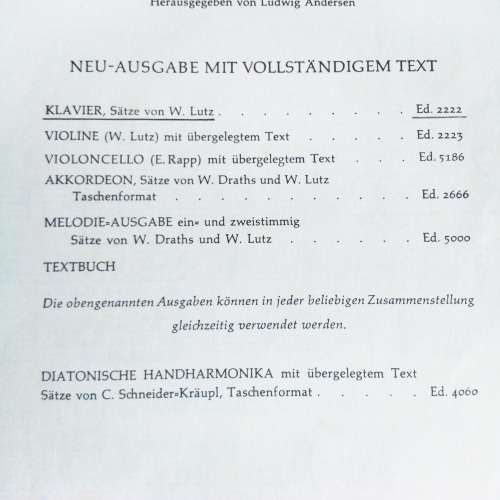 Herausgegeben von Ludwig Andersen
NEU-AUSGABE MIT VOLLSTÄNDIGEM TEXT
KLAVIER, Sätze von W. Lutz . . . . . . . . Ed. 2222
VIOLINE (W. Lutz) mit übergelegtem Text . . . . . Ed. 2223
VIOLONCELLO (E. Rapp) mit übergelegtem Text . . . Ed. 5186
AKKORDEON, Sätze von W. Draths und W. Lutz
Taschenformat . . . . . . . . . . Ed. 2666
MELODIE=AUSGABE ein= und zweistimmig
Sätze von W. Draths und W. Lutz . . . . . Ed. 5000
TEXTBUCH
Die obengenannten Ausgaben können in jeder beliebigen Zusammenstellung
gleichzeitig verwendet werden.
DIATONISCHE HANDHARMONIKA mit übergelegtem Text
Sätze von C. Schneider=Kräupl, Taschenformat . . . . . Ed. 4060